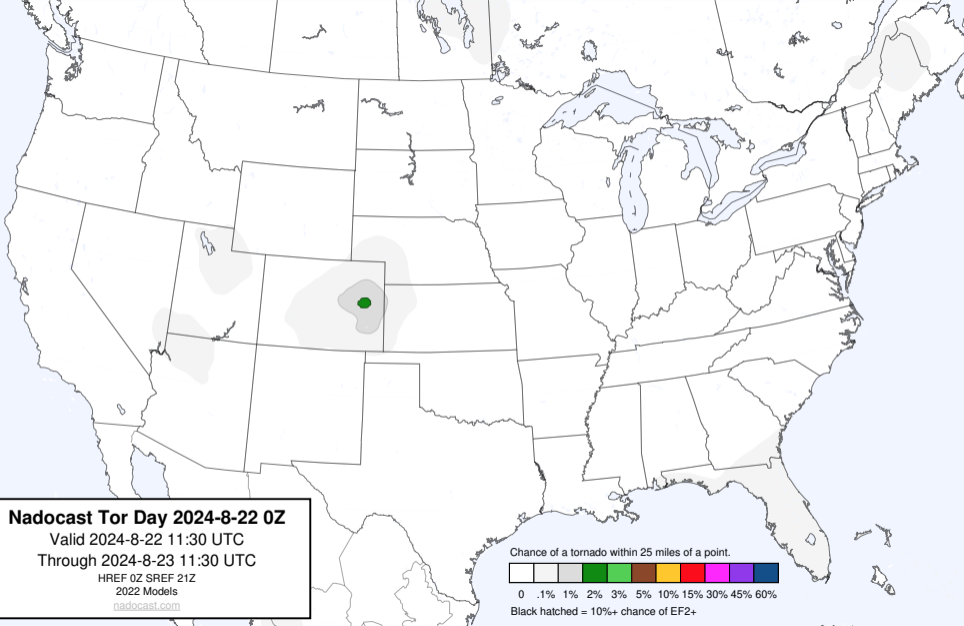 Nadocast Tor Day 2024-8-22 0Z
Valid 2024-8-22 11:30 UTC
Through 2024-8-23 11:30 UTC
HREF 0Z SREF 21Z
2022 Models
nadocast.com
Chance of a tornado within 25 miles of a point.
0 .1% 1% 2% 3% 5% 10% 15% 30% 45% 60%
Black hatched = 10%+ chance of EF2+